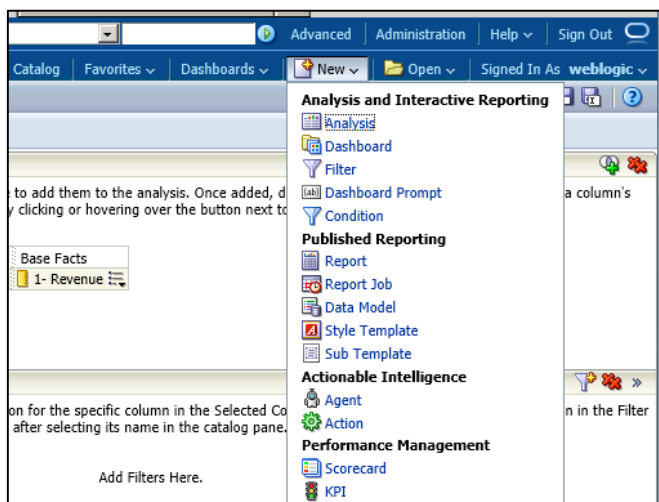 Advanced Administration Help Sign Out
Catalog Favorites Dashboards New Open Signed In As weblogic
Analysis and Interactive Reporting
Analysis
Dashboard
Filter
Dashboard Prompt
Condition
Published Reporting
Report
Report Job
Data Model
Style Template
Sub Template
Actionable Intelligence
Agent
Action
Performance Management
Scorecard
KPI
to add them to the analysis. Once added, d
a column's
y clicking or hovering over the button next to
Base Facts
1- Revenue
on for the specific column in the Selected Co
n in the Filter
after selecting its name in the catalog pane.
Add Filters Here.